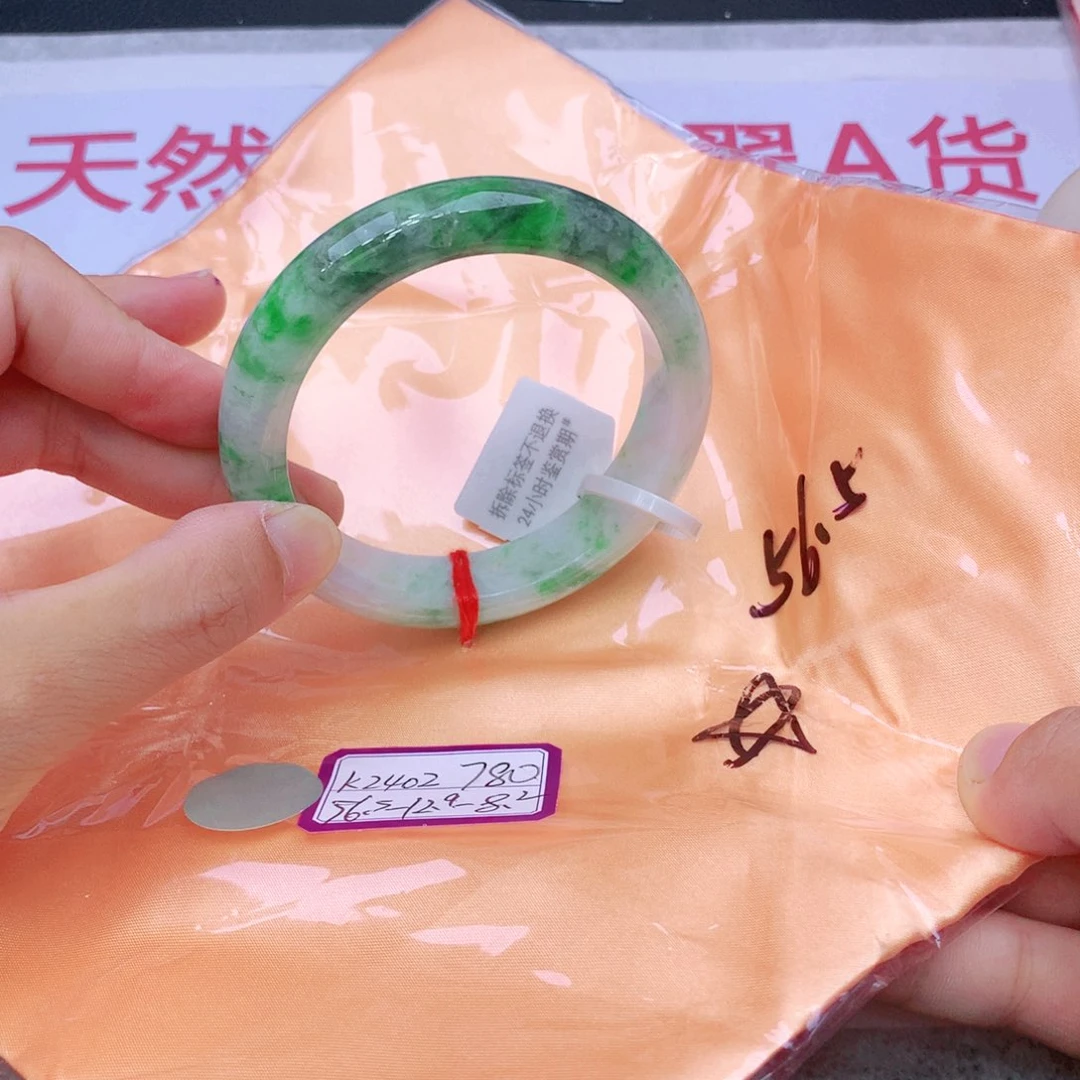 天然 翠A货
拆除标签不退换
24小时鉴赏期
56.5
K2402 780
56.5-12.9-8.2